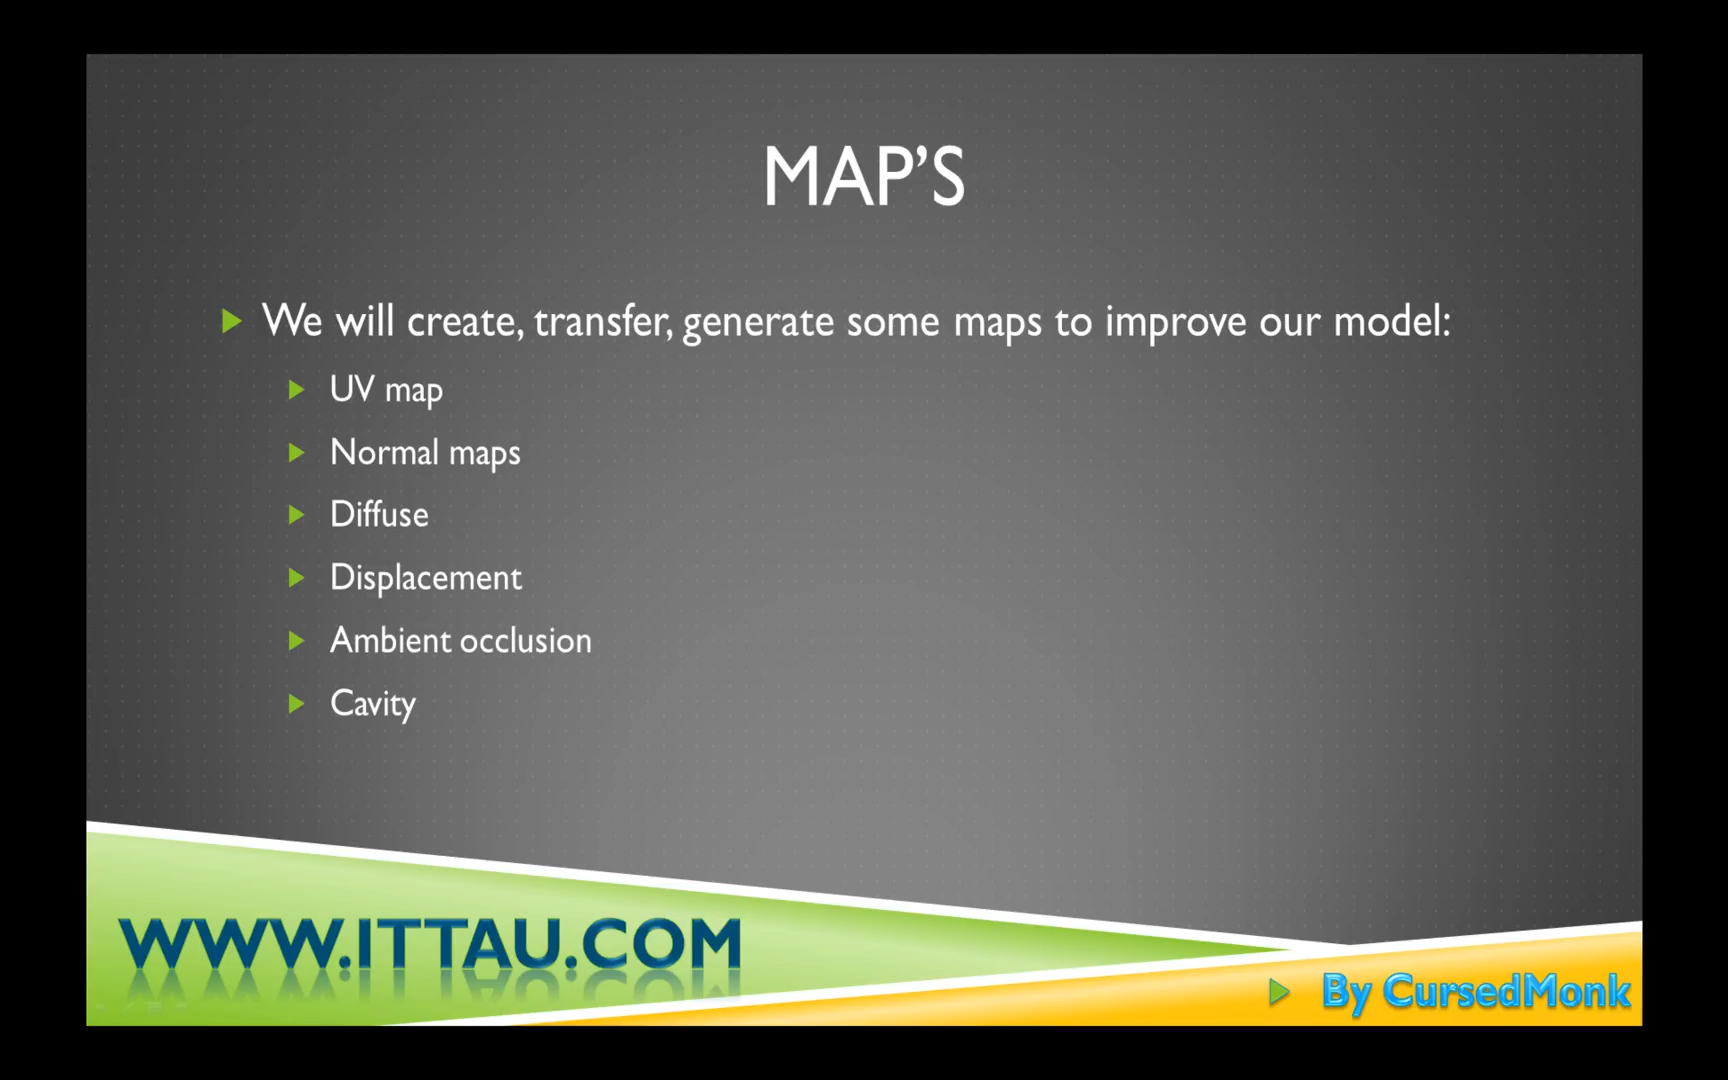 MAP’S
We will create, transfer, generate some maps to improve our model:
UV map
Normal maps
Diffuse
Displacement
Ambient occlusion
Cavity
WWW.ITTAU.COM
By CursedMonk